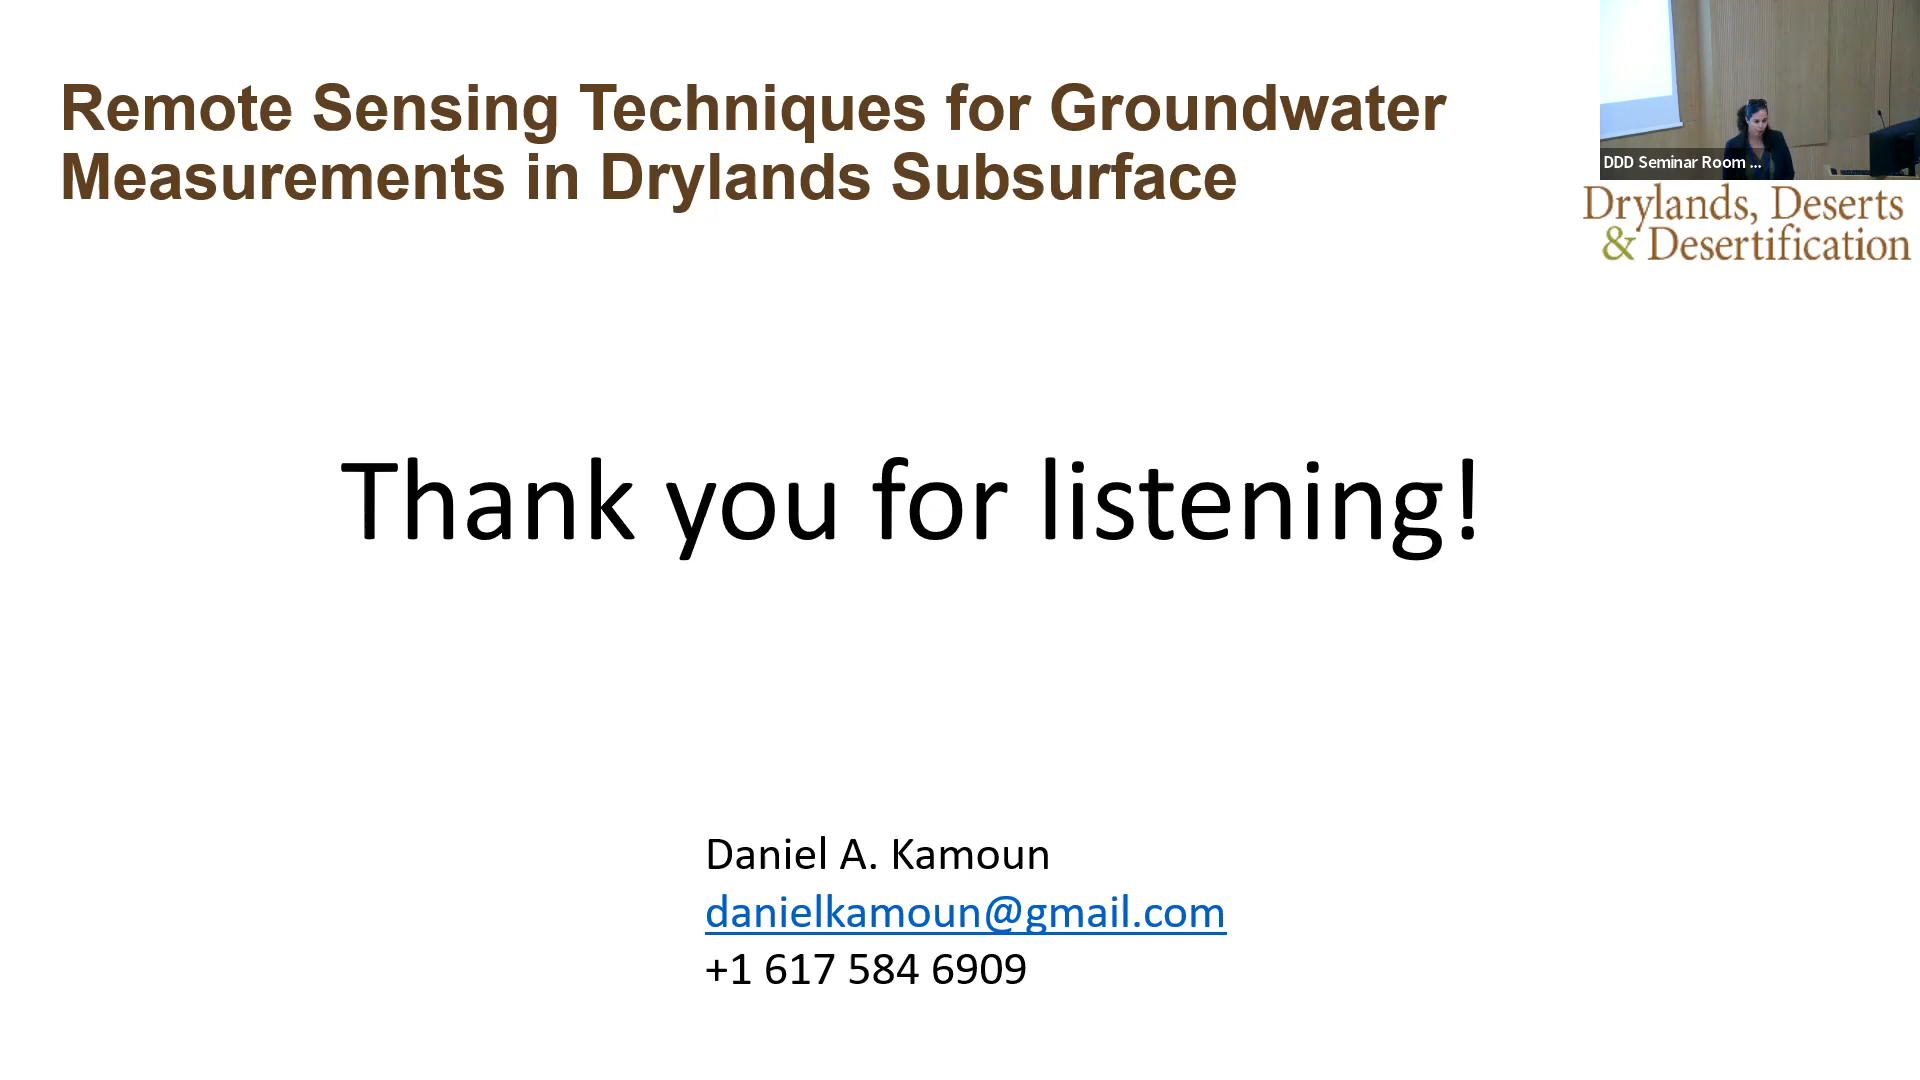 Remote Sensing Techniques for Groundwater
Measurements in Drylands Subsurface
DDD Seminar Room ...
Drylands, Deserts
& Desertification
Thank you for listening!
Daniel A. Kamoun
danielkamoun@gmail.com
+1 617 584 6909